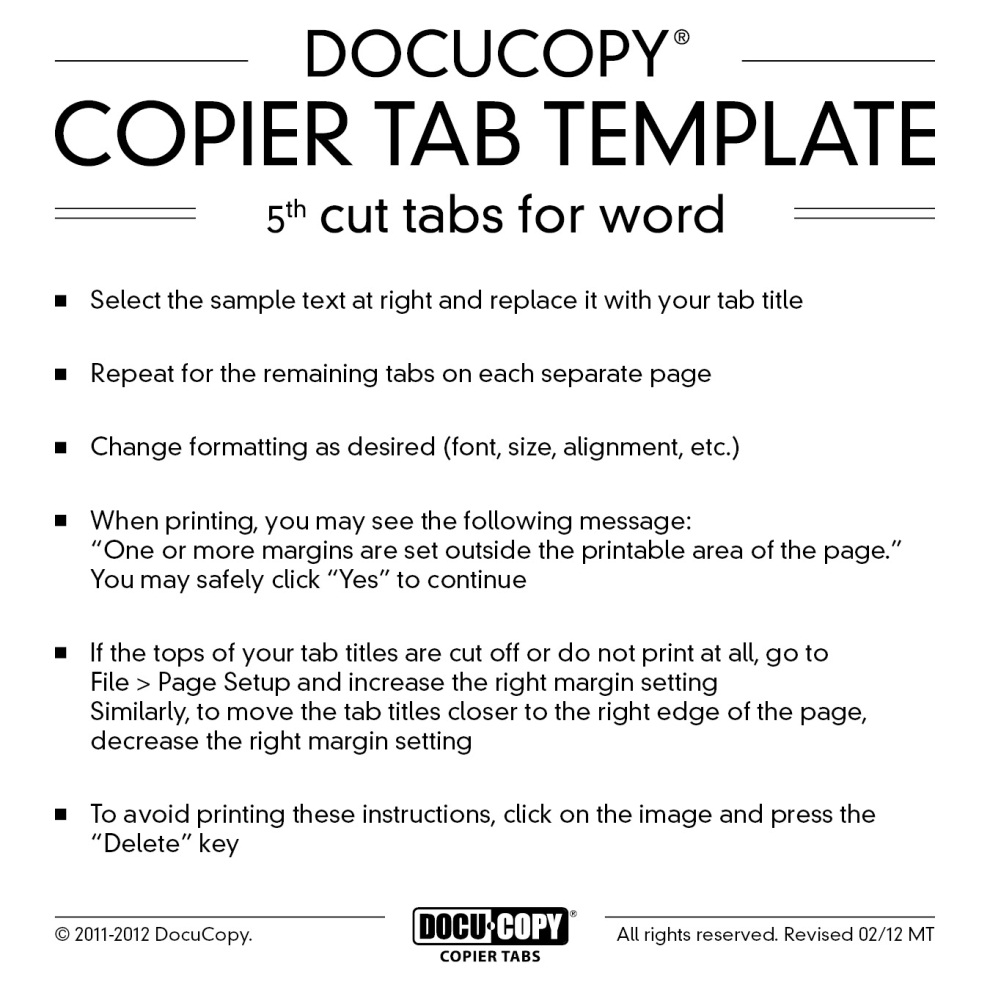 DOCUCOPY®
COPIER TAB TEMPLATE
5th cut tabs for word
■ Select the sample text at right and replace it with your tab title
■ Repeat for the remaining tabs on each separate page
■ Change formatting as desired (font, size, alignment, etc.)
■ When printing, you may see the following message:
“One or more margins are set outside the printable area of the page.”
You may safely click “Yes” to continue
■ If the tops of your tab titles are cut off or do not print at all, go to
File > Page Setup and increase the right margin setting
Similarly, to move the tab titles closer to the right edge of the page,
decrease the right margin setting
■ To avoid printing these instructions, click on the image and press the
“Delete” key
© 2011-2012 DocuCopy.
DOCU·COPY®
COPIER TABS
All rights reserved. Revised 02/12 MT